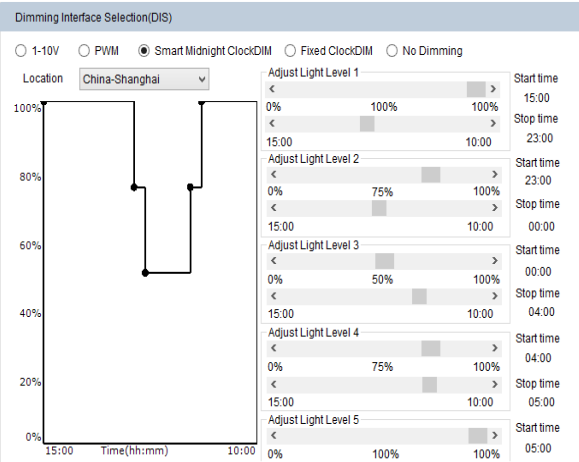 Dimming Interface Selection(DIS)
1-10V PWM Smart Midnight ClockDIM Fixed ClockDIM No Dimming
Location China-Shanghai
100%
80%
60%
40%
20%
0%
15:00 Time(hh:mm) 10:00
Adjust Light Level 1
0% 100% 100%
15:00 10:00
Start time
15:00
Stop time
23:00
Adjust Light Level 2
0% 75% 100%
15:00 10:00
Start time
23:00
Stop time
00:00
Adjust Light Level 3
0% 50% 100%
15:00 10:00
Start time
00:00
Stop time
04:00
Adjust Light Level 4
0% 75% 100%
15:00 10:00
Start time
04:00
Stop time
05:00
Adjust Light Level 5
0% 100% 100%
Start time
05:00